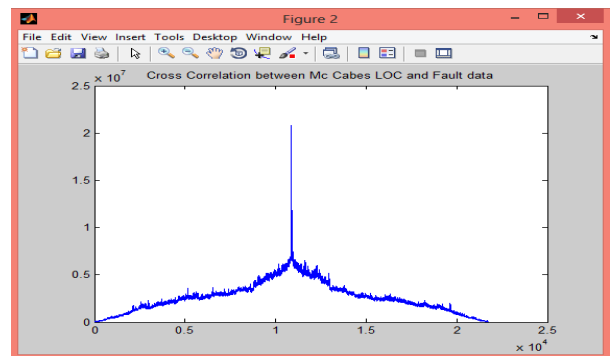 Figure 2
File Edit View Insert Tools Desktop Window Help
Cross Correlation between Mc Cabes LOC and Fault data
× 10^7
2.5
2
1.5
1
0.5
0
0 0.5 1 1.5 2 2.5
× 10^4